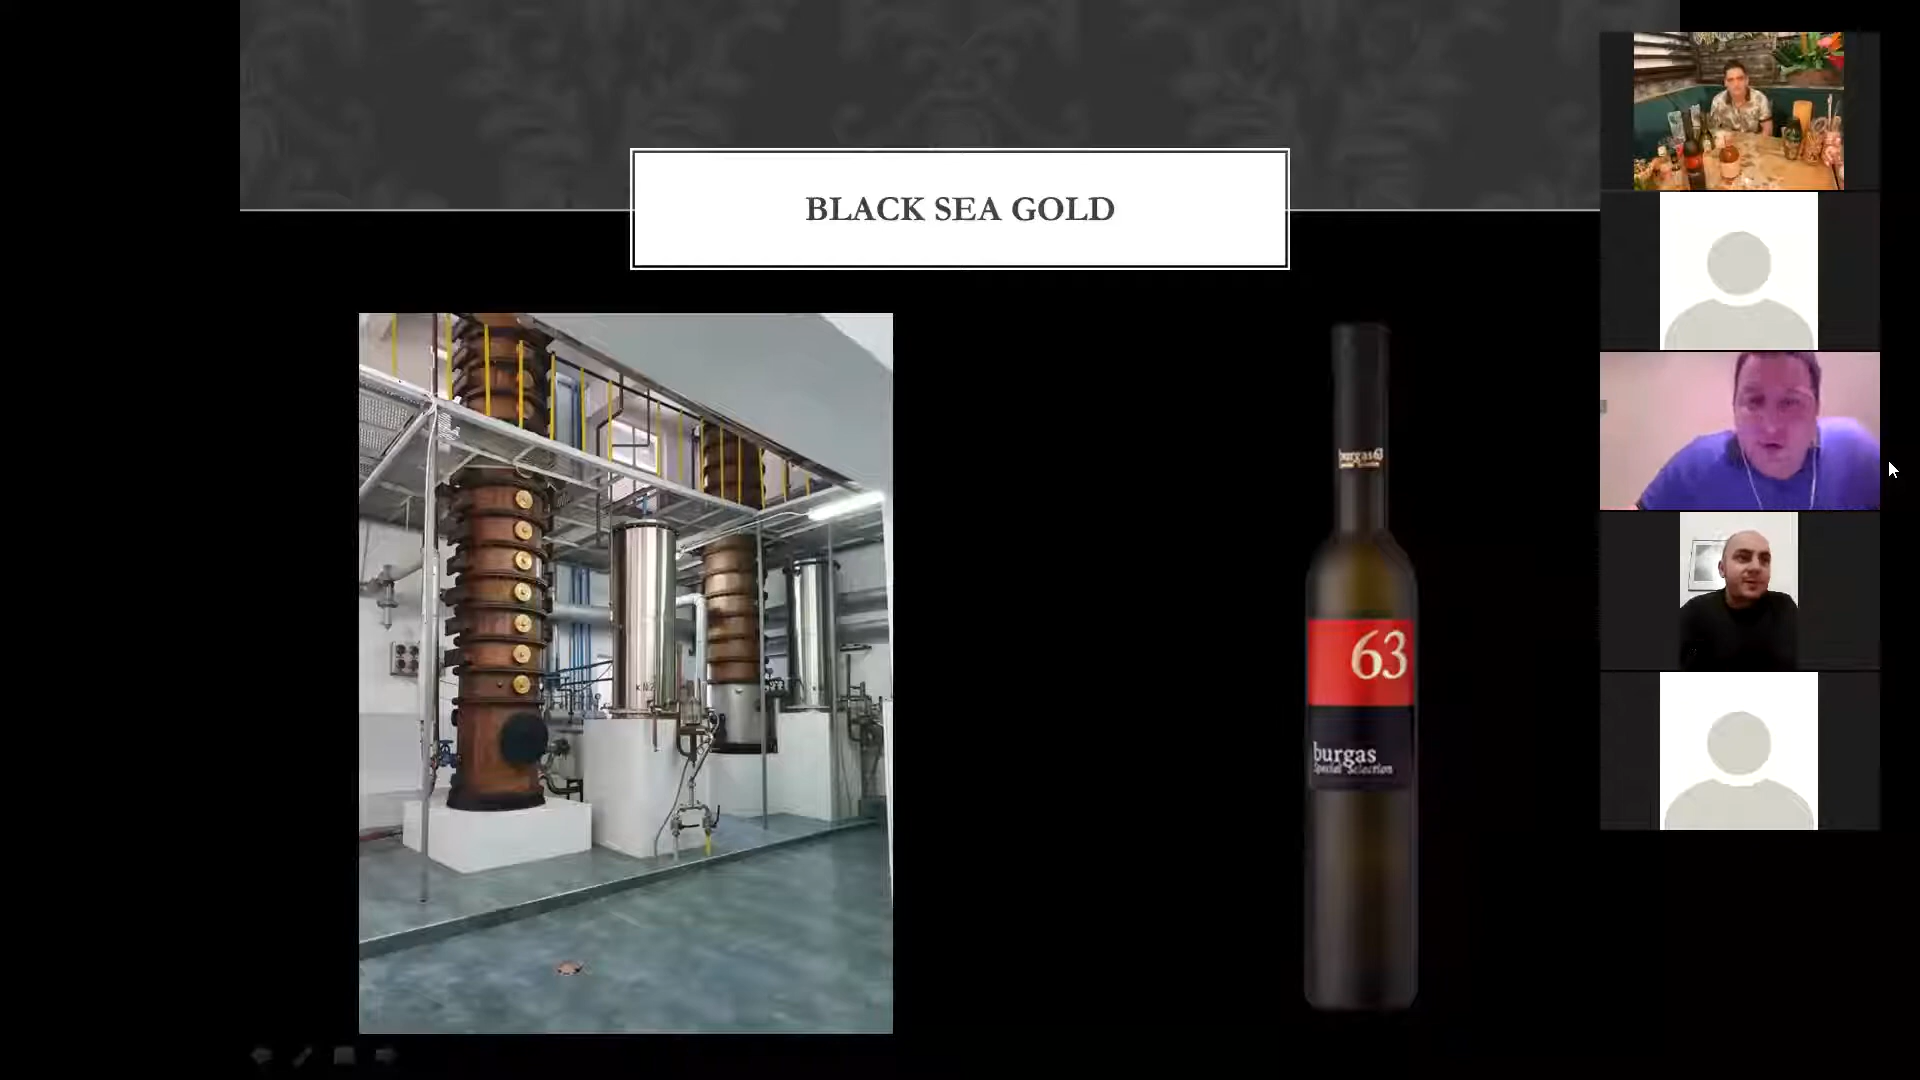 BLACK SEA GOLD
burgas63
63
burgas
Special Selection